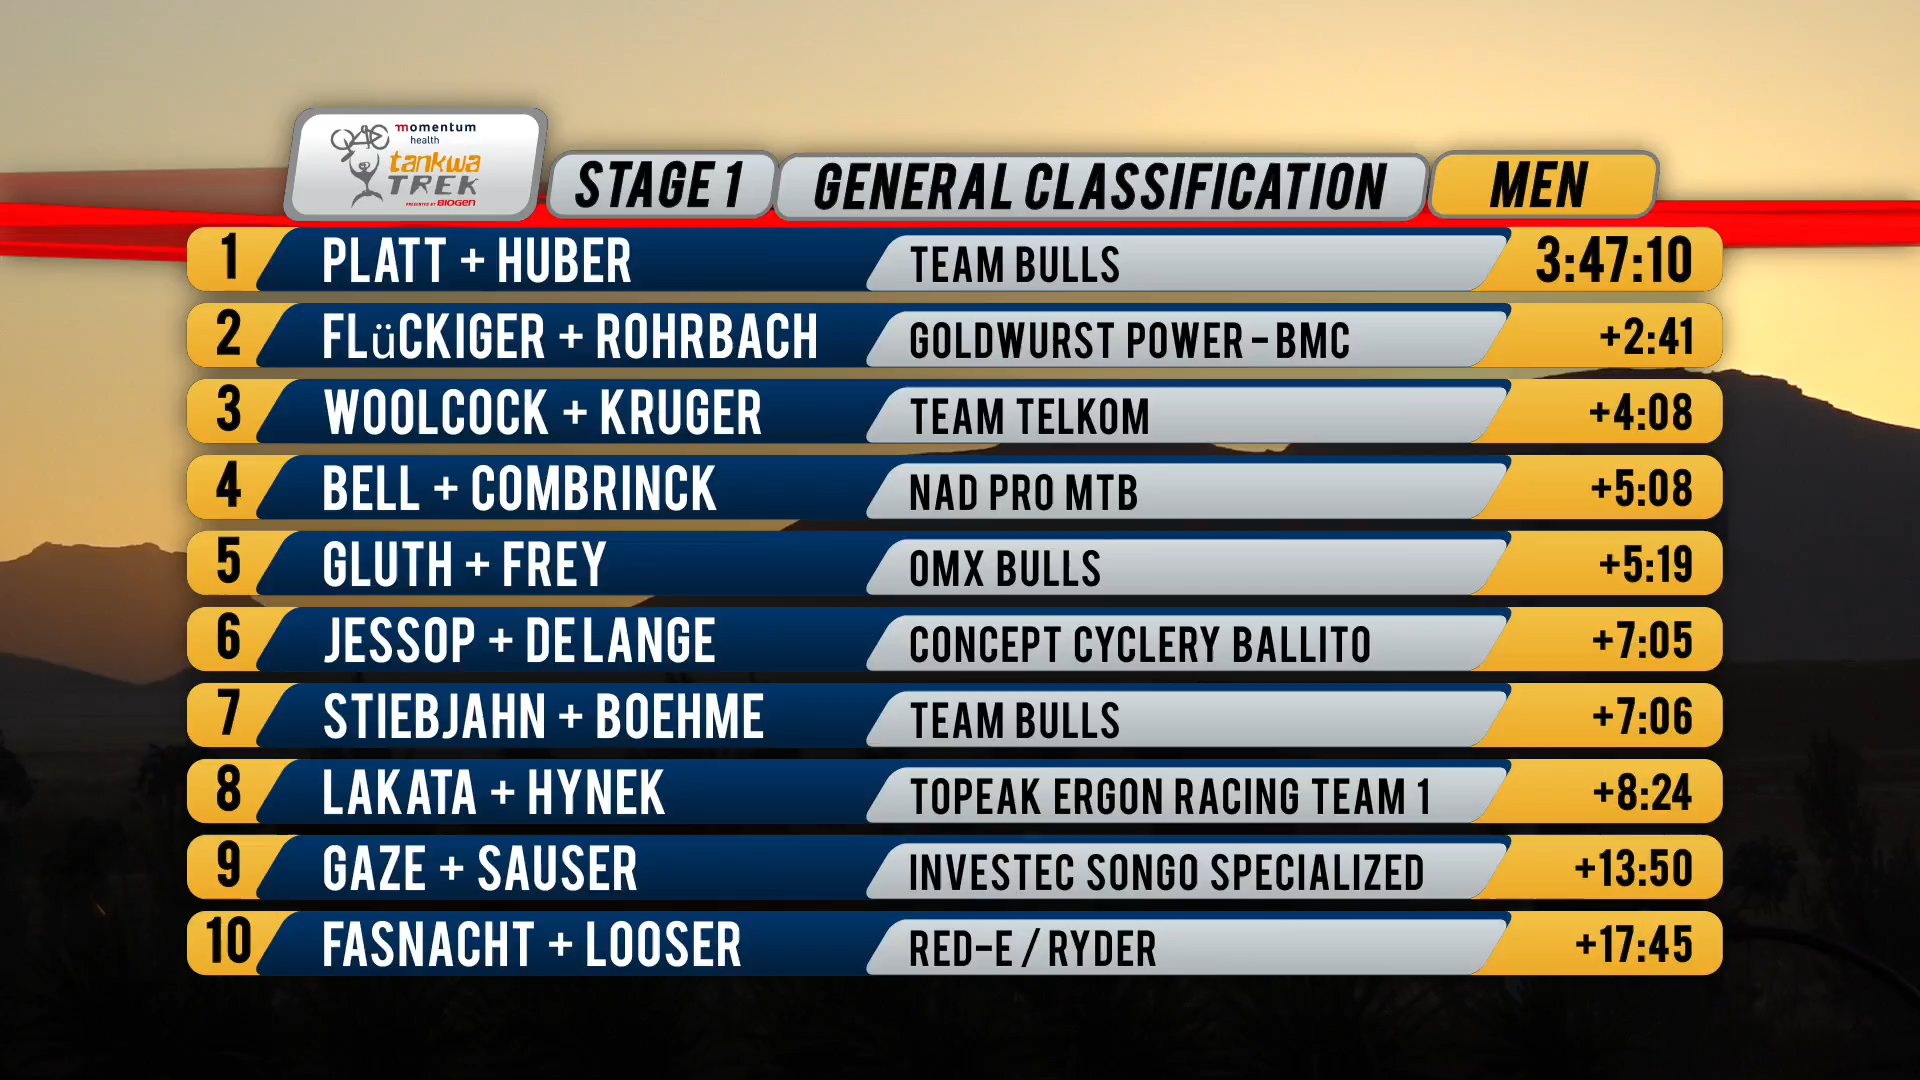 momentum
health
tankwa
TREK
PRESENTED BY BIOGEN
STAGE 1 GENERAL CLASSIFICATION MEN
1 PLATT + HUBER TEAM BULLS 3:47:10
2 FLüCKIGER + ROHRBACH GOLDWURST POWER - BMC +2:41
3 WOOLCOCK + KRUGER TEAM TELKOM +4:08
4 BELL + COMBRINCK NAD PRO MTB +5:08
5 GLUTH + FREY OMX BULLS +5:19
6 JESSOP + DE LANGE CONCEPT CYCLERY BALLITO +7:05
7 STIEBJAHN + BOEHME TEAM BULLS +7:06
8 LAKATA + HYNEK TOPEAK ERGON RACING TEAM 1 +8:24
9 GAZE + SAUSER INVESTEC SONGO SPECIALIZED +13:50
10 FASNACHT + LOOSER RED-E / RYDER +17:45